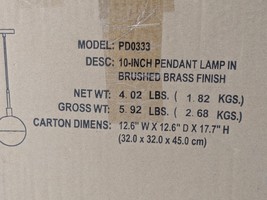 MODEL: PD0333
DESC: 10-INCH PENDANT LAMP IN
BRUSHED BRASS FINISH
NET WT: 4.02 LBS. ( 1.82 KGS.)
GROSS WT: 5.92 LBS. ( 2.68 KGS.)
CARTON DIMENS: 12.6" W X 12.6" D X 17.7" H
(32.0 x 32.0 x 45.0 cm)